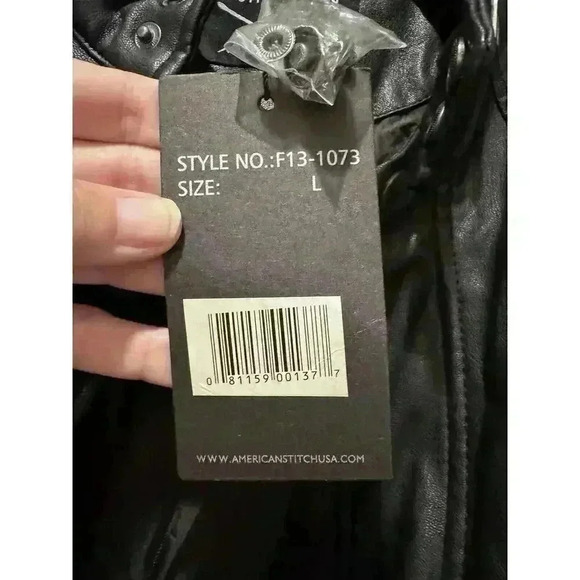 STYLE NO.:F13-1073
SIZE: L
0 81159 00137 7
WWW.AMERICANSTITCHUSA.COM